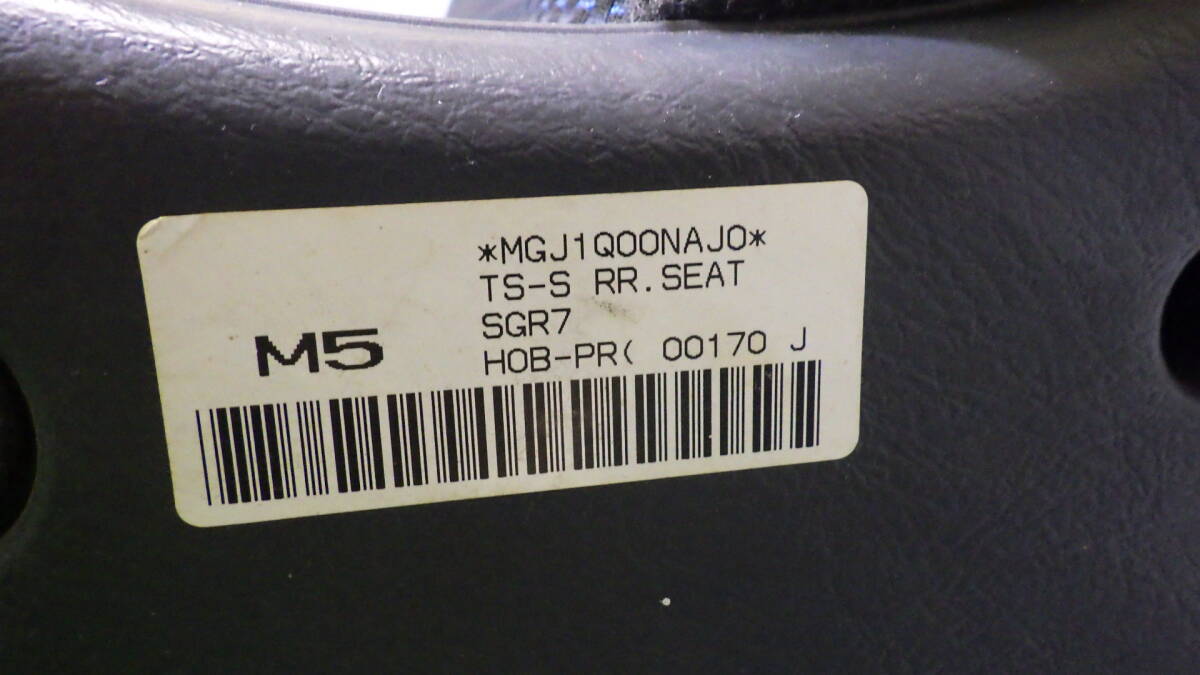 *MGJ1Q00NAJ0*
TS-S RR.SEAT
SGR7
M5
HOB-PR( 00170 J